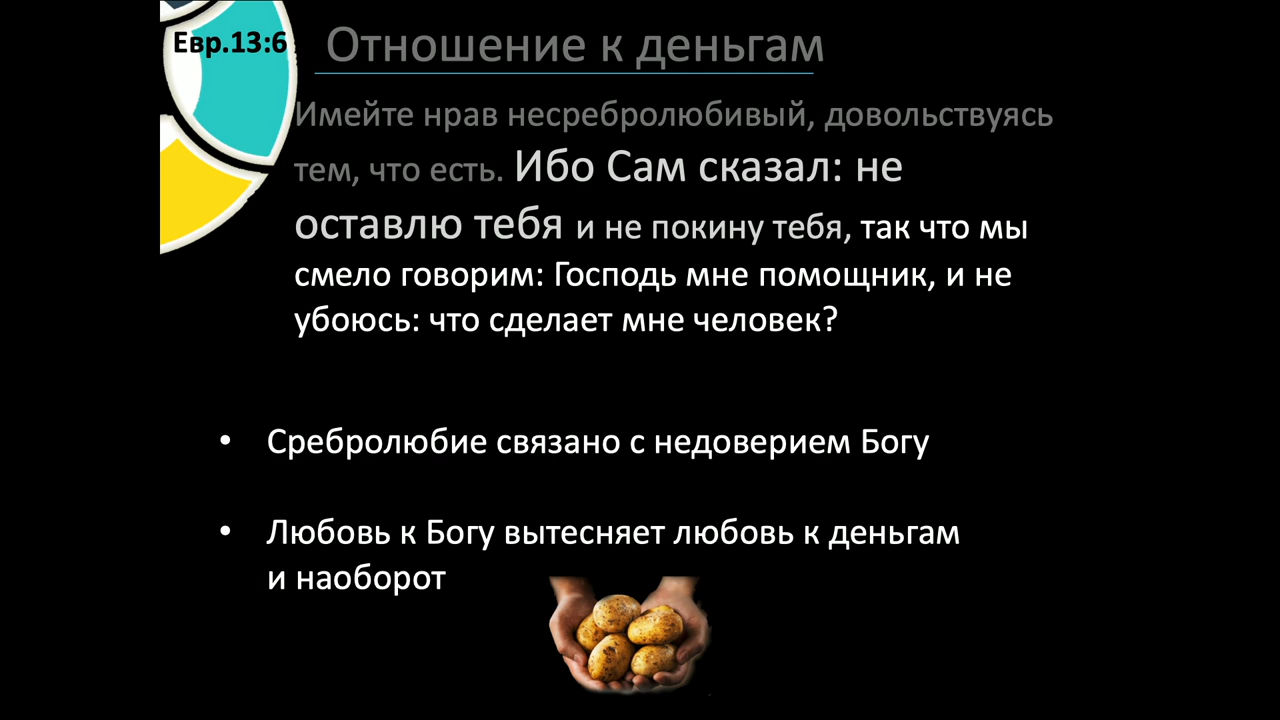 Евр.13:6
Отношение к деньгам
Имейте нрав несребролюбивый, довольствуясь
тем, что есть. Ибо Сам сказал: не
оставлю тебя и не покину тебя, так что мы
смело говорим: Господь мне помощник, и не
убоюсь: что сделает мне человек?
• Сребролюбие связано с недоверием Богу
• Любовь к Богу вытесняет любовь к деньгам
и наоборот